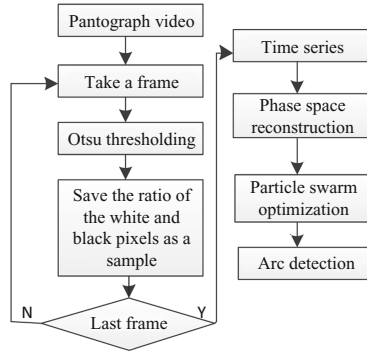 Pantograph video
Take a frame
Otsu thresholding
Save the ratio of
the white and
black pixels as a
sample
N
Last frame
Y
Time series
Phase space
reconstruction
Particle swarm
optimization
Arc detection